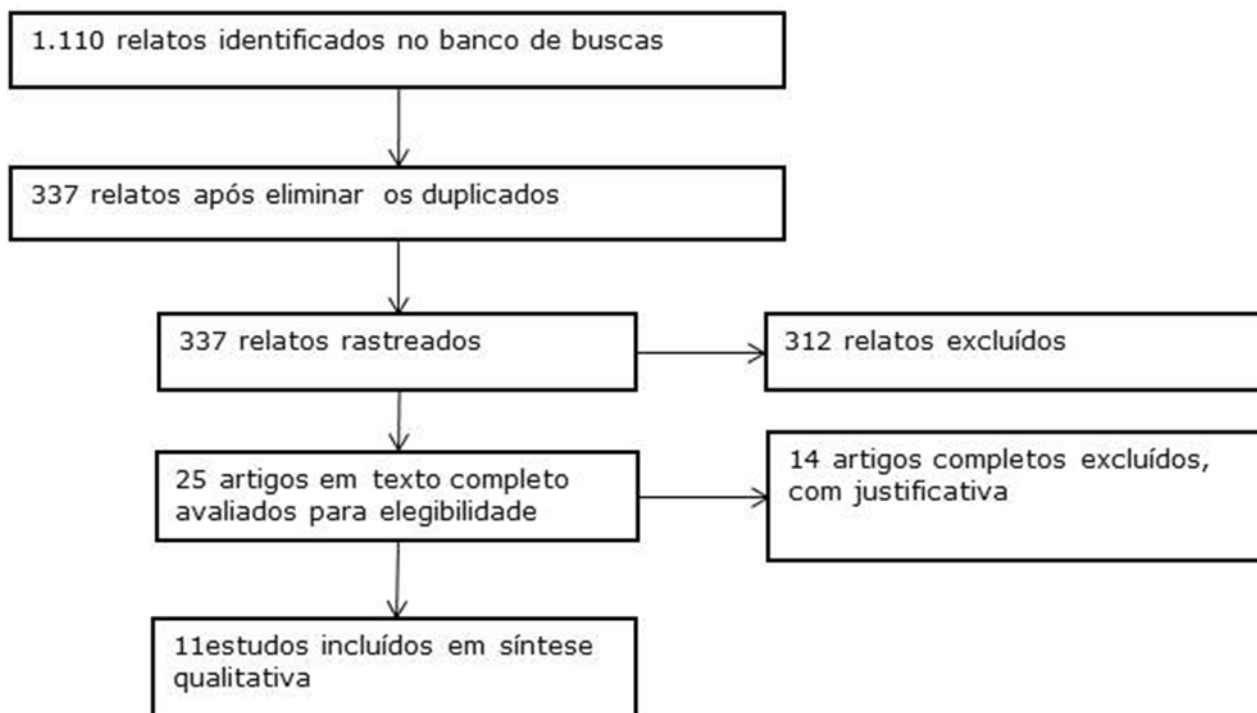 1.110 relatos identificados no banco de buscas
337 relatos após eliminar os duplicados
337 relatos rastreados
312 relatos excluídos
25 artigos em texto completo
avaliados para elegibilidade
14 artigos completos excluídos,
com justificativa
11estudos incluídos em síntese
qualitativa